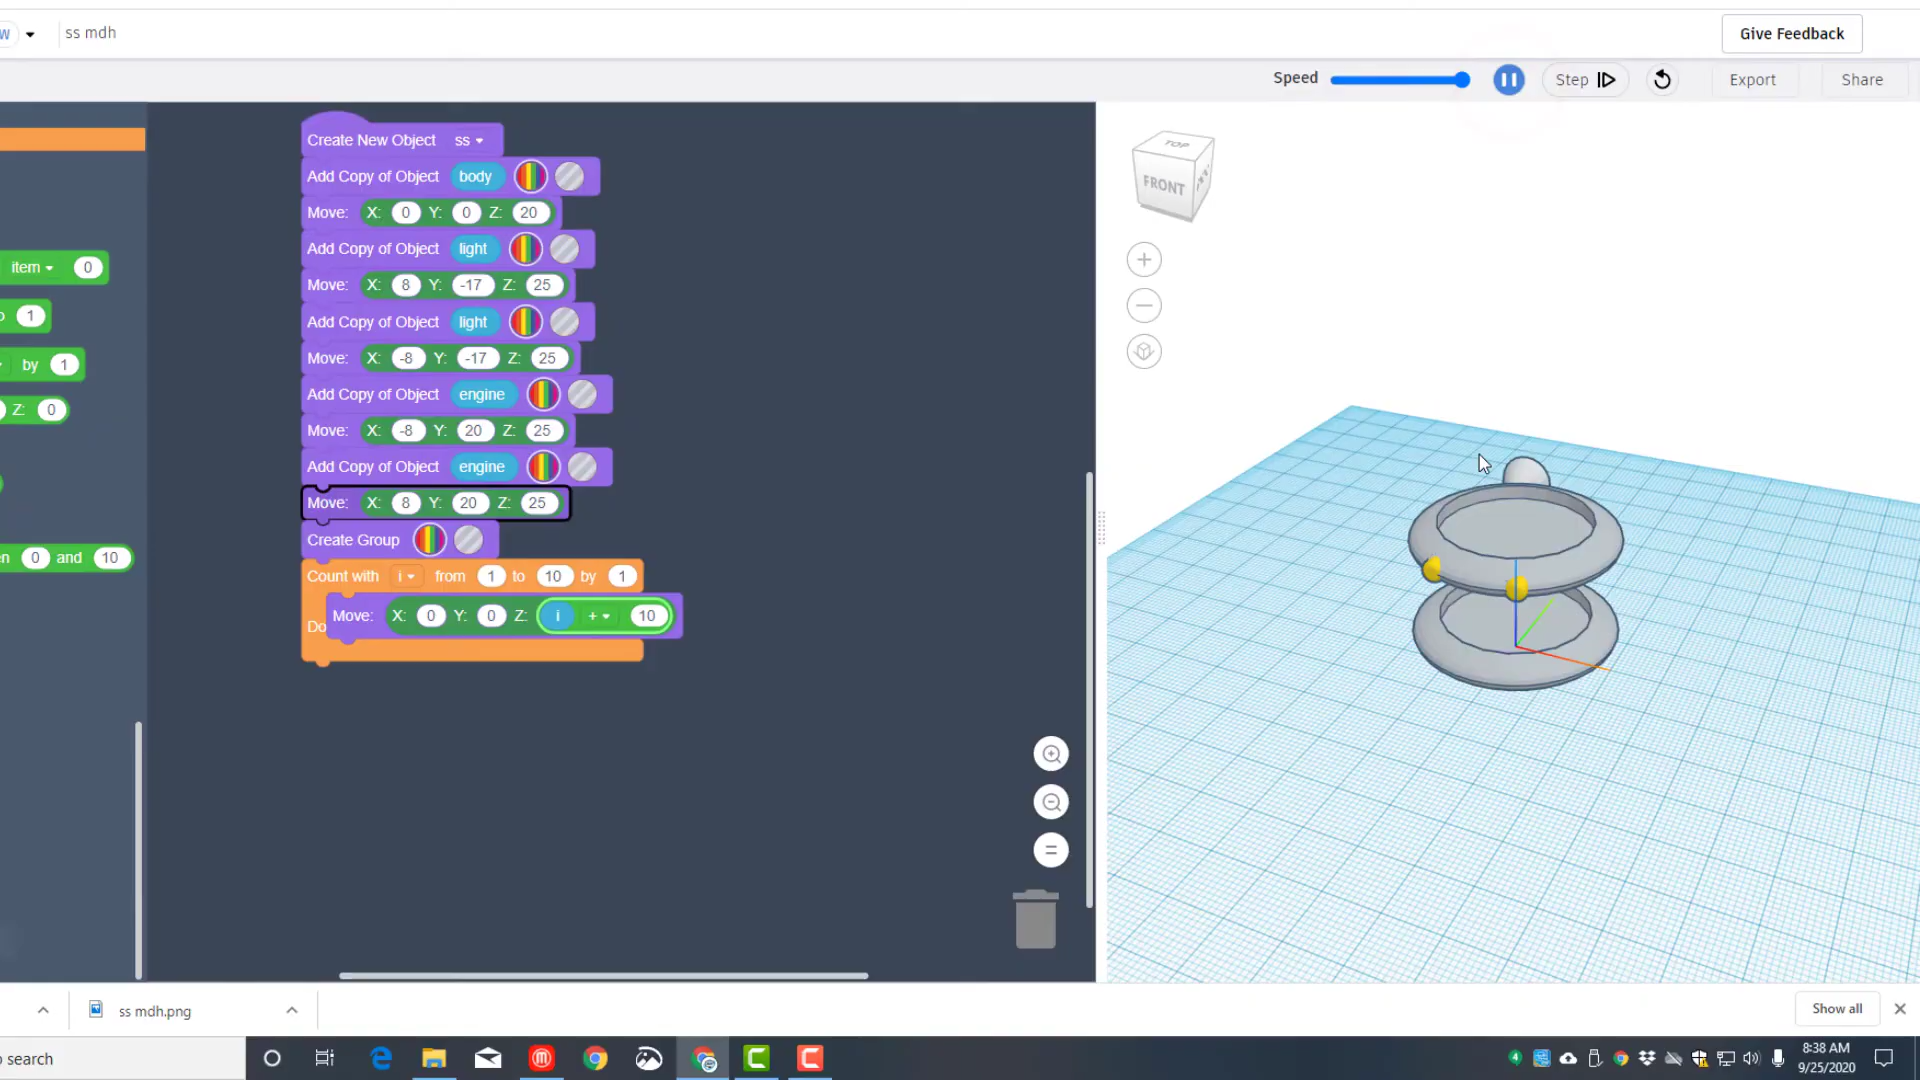 W ss mdh
Give Feedback
Speed Step Export Share
Create New Object ss
Add Copy of Object body
Move: X: 0 Y: 0 Z: 20
Add Copy of Object light
Move: X: 8 Y: -17 Z: 25
Add Copy of Object light
Move: X: -8 Y: -17 Z: 25
Add Copy of Object engine
Move: X: -8 Y: 20 Z: 25
Add Copy of Object engine
Move: X: 8 Y: 20 Z: 25
Create Group
Count with i from 1 to 10 by 1
Move: X: 0 Y: 0 Z: i + 10
Do
item 0
o 1
by 1
Z: 0
en 0 and 10
TOP
FRONT
ss mdh.png
Show all
o search
8:38 AM
9/25/2020